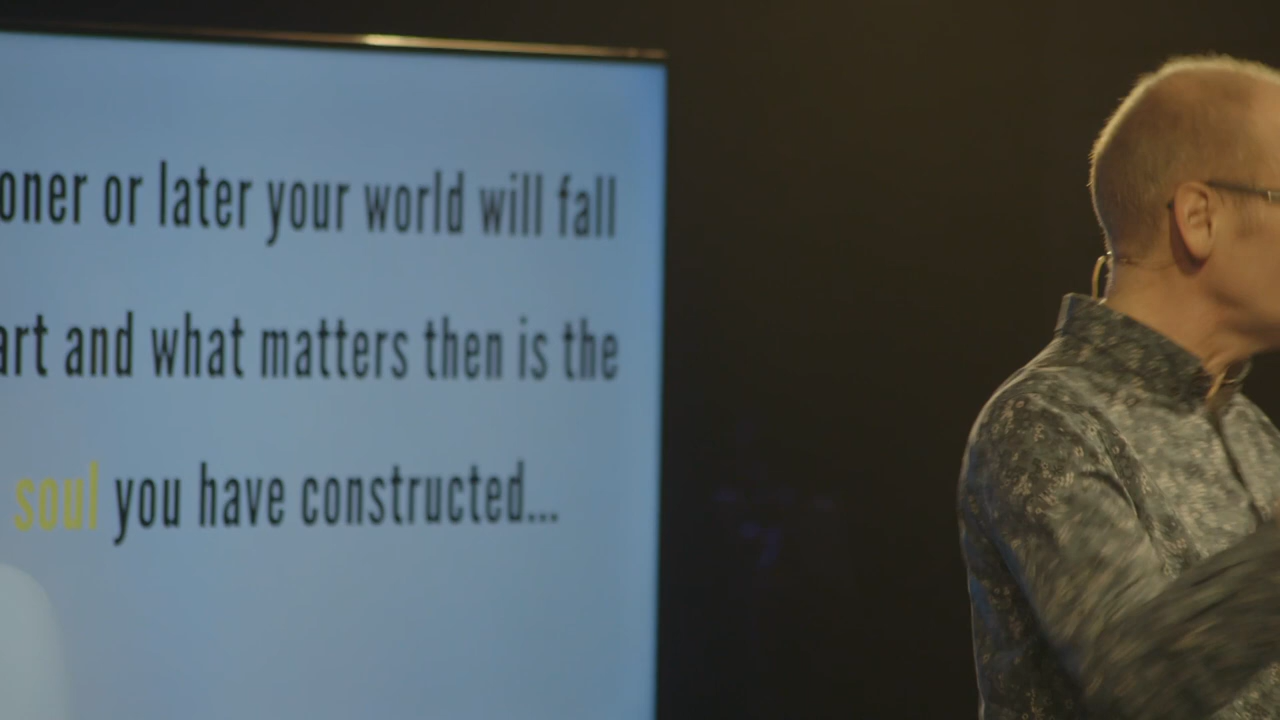 oner or later your world will fall
art and what matters then is the
soul you have constructed...